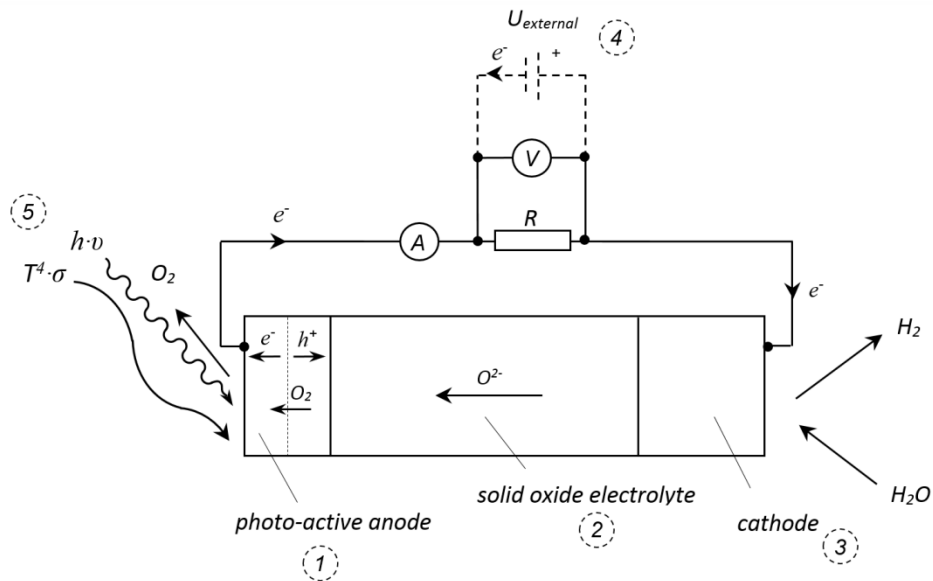 U_external
4
e⁻
+
V
5
e⁻
R
A
h·υ
T⁴·σ
O₂
e⁻
H₂
e⁻
h⁺
O₂
O²⁻
solid oxide electrolyte
photo-active anode
cathode
H₂O
1
2
3